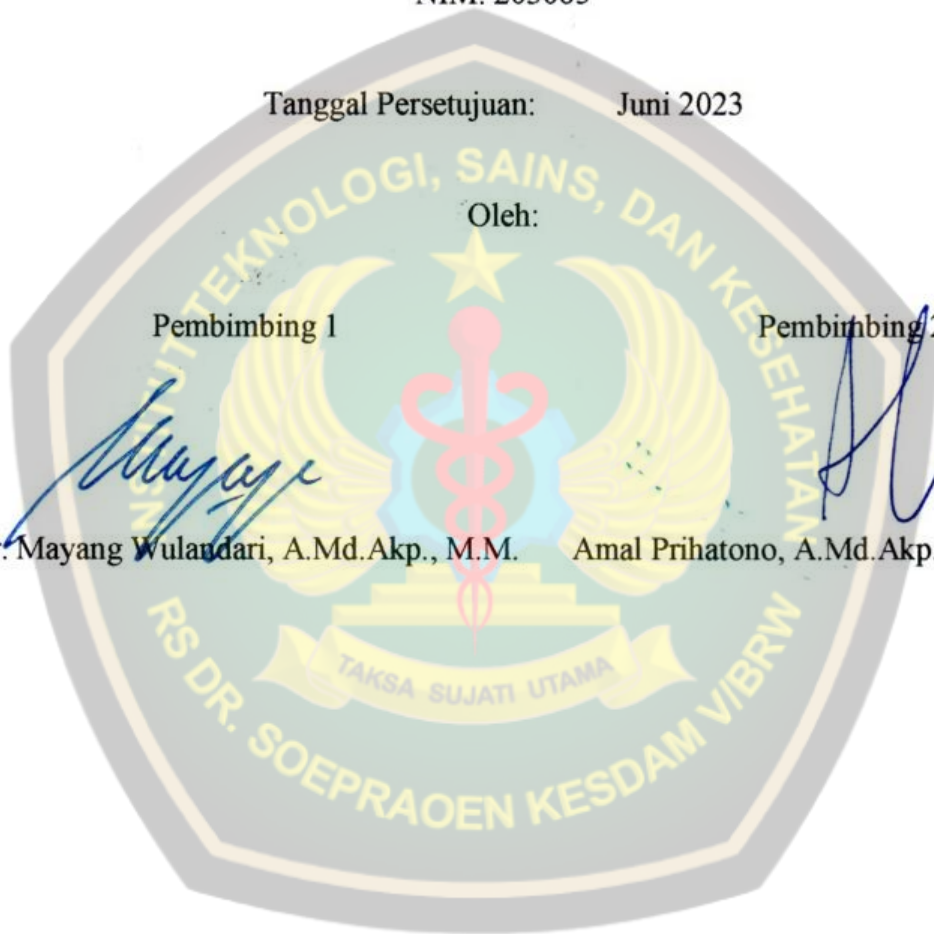 Tanggal Persetujuan: Juni 2023
Oleh:
Pembimbing 1 Pembimbing 2
Mayang Wulandari, A.Md.Akp., M.M. Amal Prihatono, A.Md.Akp.
INSTITUT TEKNOLOGI, SAINS, DAN KESEHATAN
TAKSA SUJATI UTAMA
RS DR. SOEPRAOEN KESDAM V/BRW